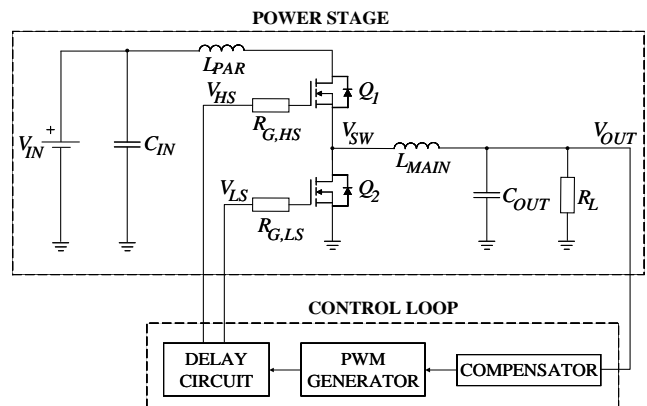 POWER STAGE
L_PAR
V_HS
Q_1
R_G,HS
V_SW
V_OUT
V_IN
+
C_IN
L_MAIN
V_LS
Q_2
C_OUT
R_L
R_G,LS
CONTROL LOOP
DELAY
CIRCUIT
PWM
GENERATOR
COMPENSATOR